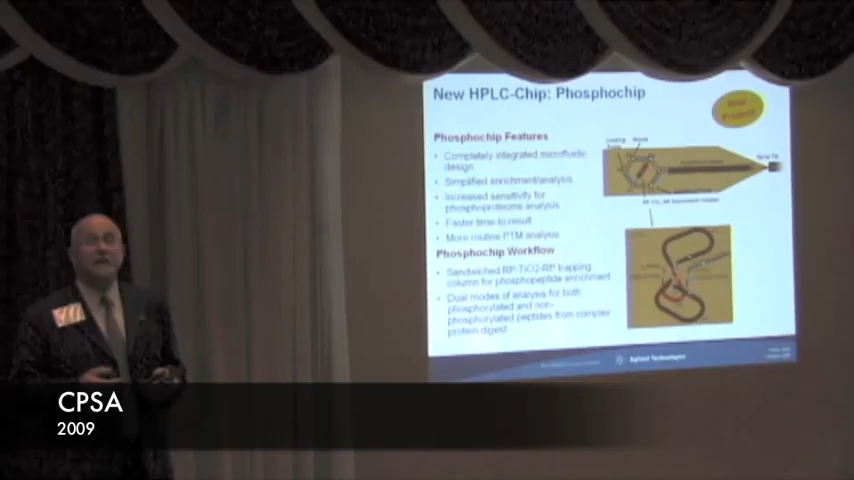 New HPLC-Chip: Phosphochip
New
Product
Phosphochip Features
• Completely integrated microfluidic
design
• Simplified enrichment/analysis
• Increased sensitivity for
phosphoproteome analysis
• Faster time-to-result
• More routine PTM analysis
Phosphochip Workflow
• Sandwiched RP-TiO2-RP trapping
column for phosphopeptide enrichment
• Dual modes of analysis for both
phosphorylated and non-
phosphorylated peptides from complex
protein digest
Agilent Technologies
CPSA
2009